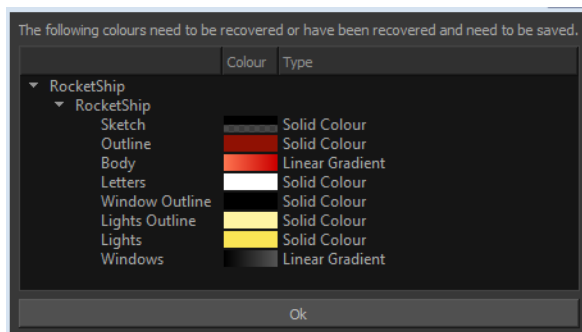 The following colours need to be recovered or have been recovered and need to be saved.
Colour Type
RocketShip
RocketShip
Sketch Solid Colour
Outline Solid Colour
Body Linear Gradient
Letters Solid Colour
Window Outline Solid Colour
Lights Outline Solid Colour
Lights Solid Colour
Windows Linear Gradient
Ok